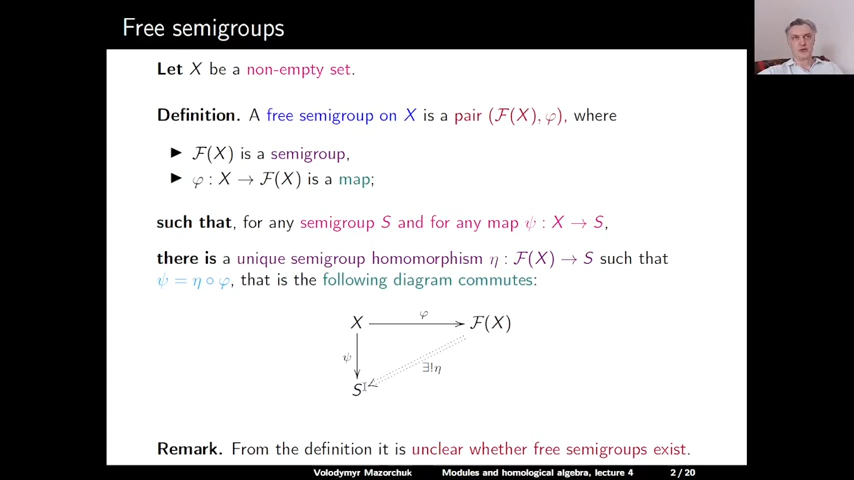 Free semigroups
Let X be a non-empty set.
Definition. A free semigroup on X is a pair (ℱ(X), φ), where
▶ ℱ(X) is a semigroup,
▶ φ : X → ℱ(X) is a map;
such that, for any semigroup S and for any map ψ : X → S,
there is a unique semigroup homomorphism η : ℱ(X) → S such that
ψ = η ∘ φ, that is the following diagram commutes:
φ
X ℱ(X)
ψ
∃!η
S
Remark. From the definition it is unclear whether free semigroups exist.
Volodymyr Mazorchuk Modules and homological algebra, lecture 4 2 / 20